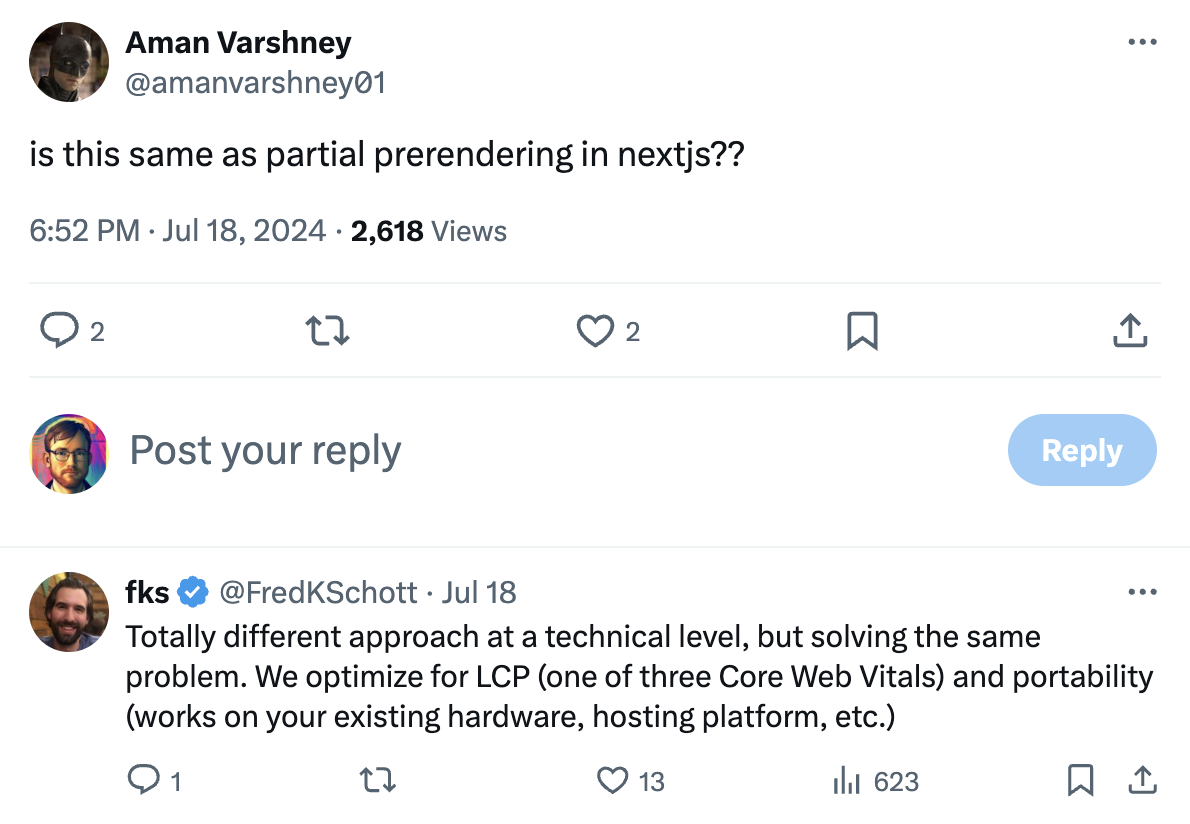 Aman Varshney
@amanvarshney01
is this same as partial prerendering in nextjs??
6:52 PM · Jul 18, 2024 · 2,618 Views
2
2
Post your reply
Reply
fks @FredKSchott · Jul 18
Totally different approach at a technical level, but solving the same
problem. We optimize for LCP (one of three Core Web Vitals) and portability
(works on your existing hardware, hosting platform, etc.)
1
13
623